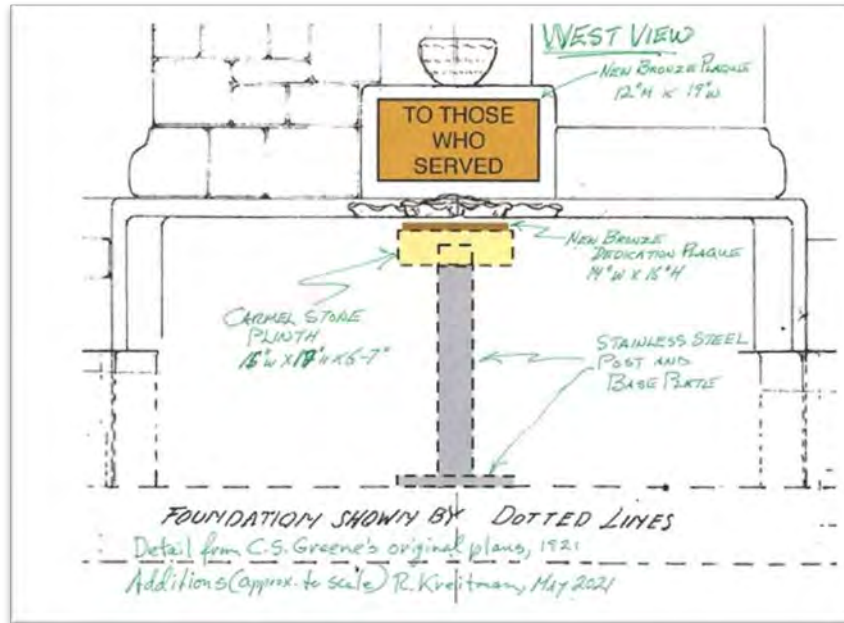 WEST VIEW
NEW BRONZE PLAQUE
12"H X 19"W
TO THOSE
WHO
SERVED
NEW BRONZE
DEDICATION PLAQUE
14"W X 16"H
CARMEL STONE
PLINTH
X 6-7"
STAINLESS STEEL
POST AND
BASE PLATE
FOUNDATION SHOWN BY DOTTED LINES
Detail from C.S. Greene's original plans, 1921
Additions (approx. to scale) R. Kreitman, MAY 2021